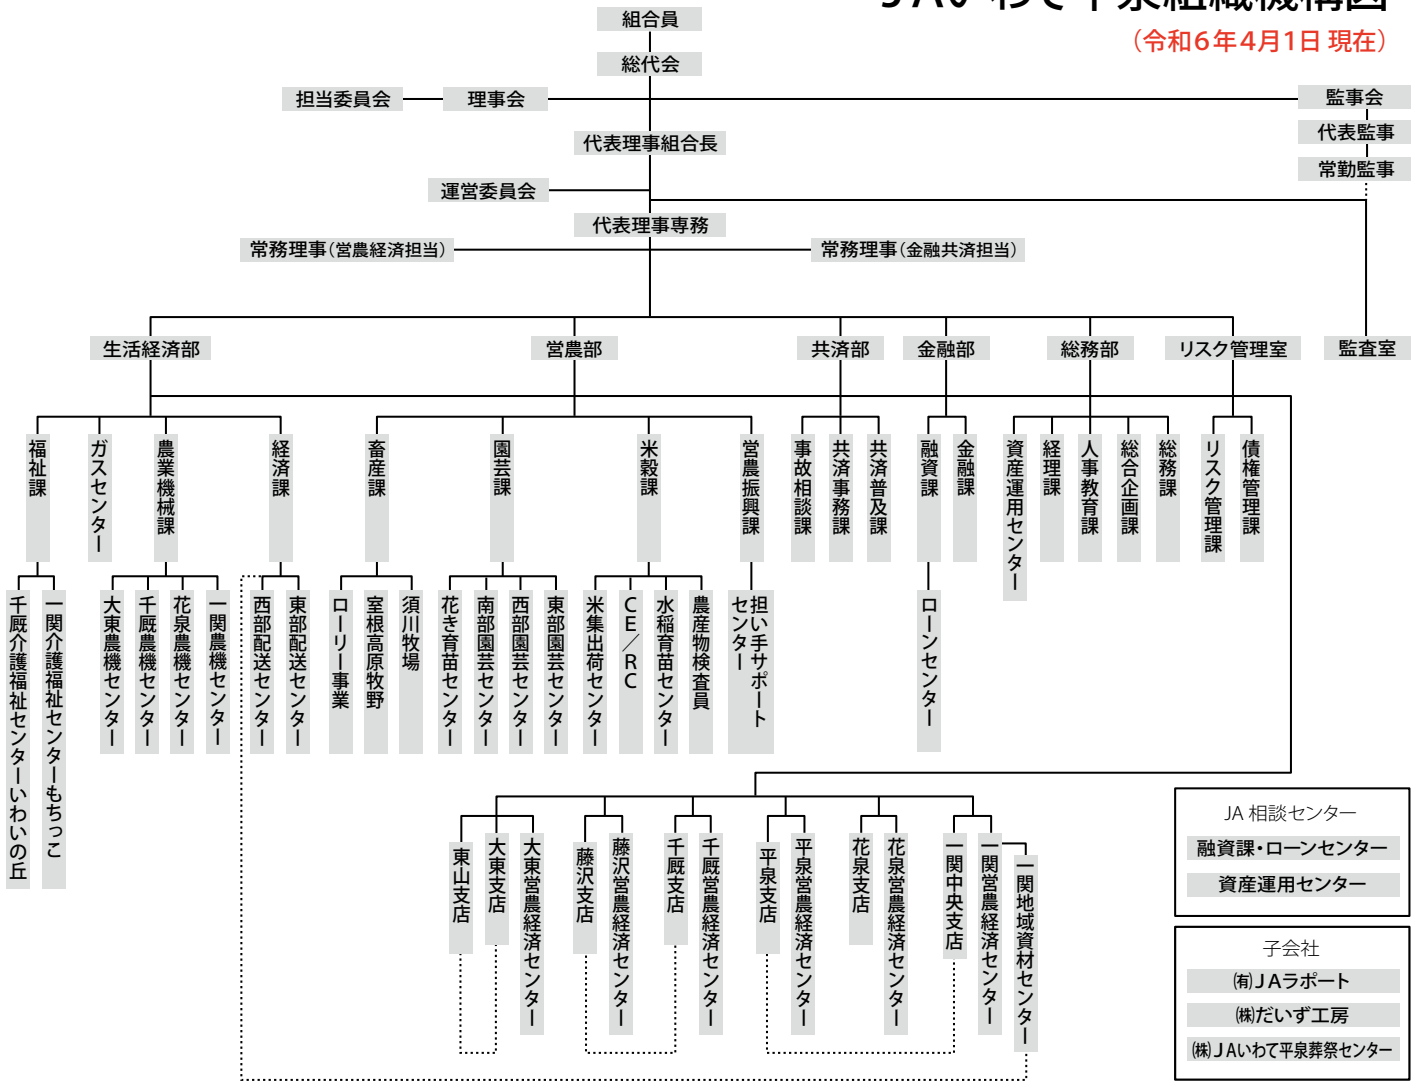 JAいわて平泉組織機構図
（令和6年4月1日 現在）
組合員
総代会
担当委員会
理事会
監事会
代表監事
常勤監事
代表理事組合長
運営委員会
代表理事専務
常務理事（営農経済担当）
常務理事（金融共済担当）
生活経済部
営農部
共済部
金融部
総務部
リスク管理室
監査室
福祉課
ガスセンター
農業機械課
経済課
畜産課
園芸課
米穀課
営農振興課
事故相談課
共済事務課
共済普及課
融資課
金融課
資産運用センター
経理課
人事教育課
総合企画課
総務課
リスク管理課
債権管理課
千厩介護福祉センターいわいの丘
一関介護福祉センターもちっこ
大東農機センター
千厩農機センター
花泉農機センター
一関農機センター
西部配送センター
東部配送センター
ローリー事業
室根高原牧野
須川牧場
花き育苗センター
南部園芸センター
西部園芸センター
東部園芸センター
米集出荷センター
CE／RC
水稲育苗センター
農産物検査員
担い手サポート
センター
ローンセンター
東山支店
大東支店
大東営農経済センター
藤沢支店
藤沢営農経済センター
千厩支店
千厩営農経済センター
平泉支店
平泉営農経済センター
花泉支店
花泉営農経済センター
一関中央支店
一関営農経済センター
一関地域資材センター
JA 相談センター
融資課・ローンセンター
資産運用センター
子会社
㈲JAラポート
㈱だいず工房
㈱JAいわて平泉葬祭センター